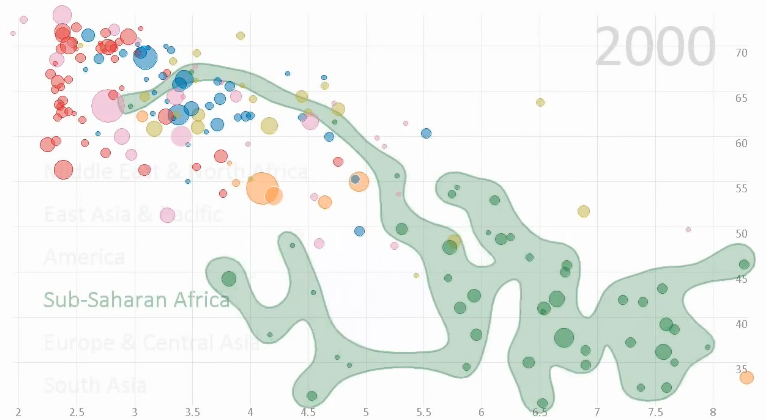 2000
70
65
60
55
50
45
40
35
Middle East & North Africa
East Asia & Pacific
America
Sub-Saharan Africa
Europe & Central Asia
South Asia
2 2.5 3 3.5 4 4.5 5 5.5 6 6.5 7 7.5 8